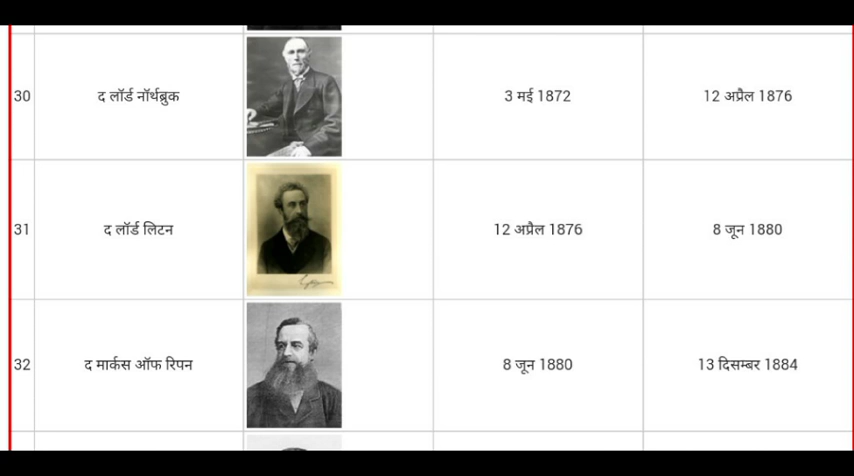 30 द लॉर्ड नॉर्थब्रुक 3 मई 1872 12 अप्रैल 1876
31 द लॉर्ड लिटन 12 अप्रैल 1876 8 जून 1880
32 द मार्कस ऑफ रिपन 8 जून 1880 13 दिसम्बर 1884